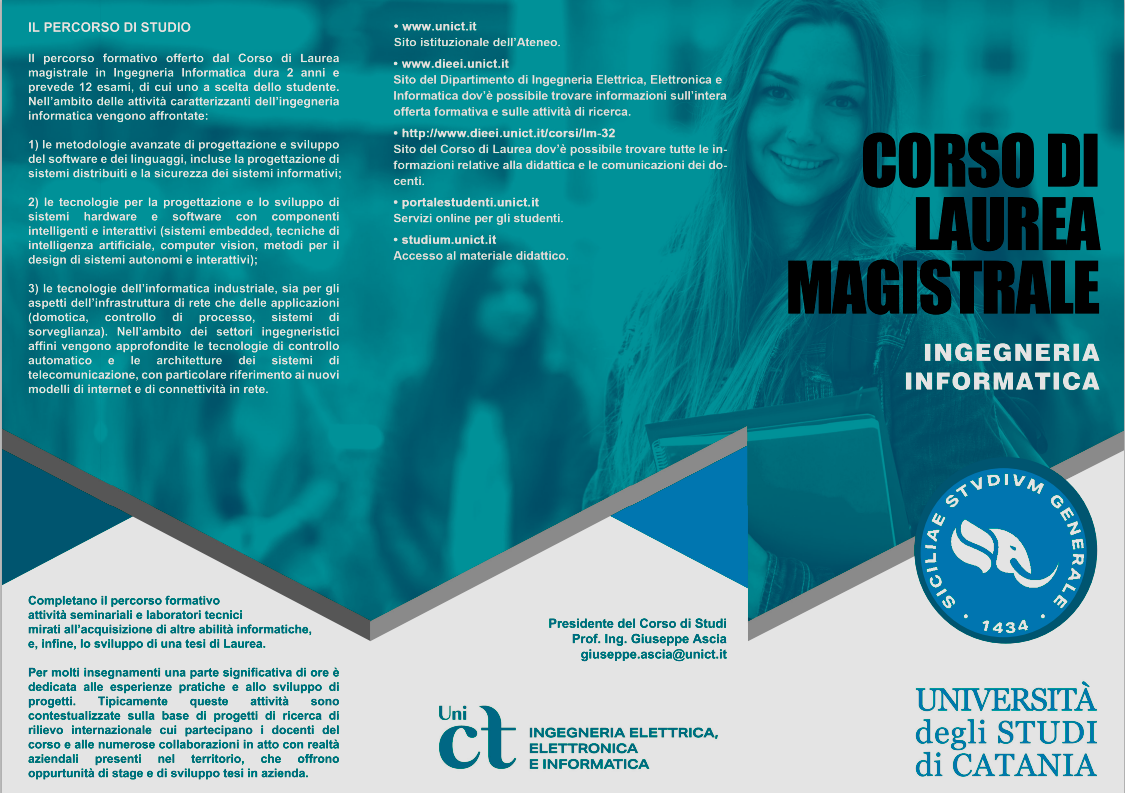 IL PERCORSO DI STUDIO
Il percorso formativo offerto dal Corso di Laurea
magistrale in Ingegneria Informatica dura 2 anni e
prevede 12 esami, di cui uno a scelta dello studente.
Nell'ambito delle attività caratterizzanti dell'ingegneria
informatica vengono affrontate:
1) le metodologie avanzate di progettazione e sviluppo
del software e dei linguaggi, incluse la progettazione di
sistemi distribuiti e la sicurezza dei sistemi informativi;
2) le tecnologie per la progettazione e lo sviluppo di
sistemi hardware e software con componenti
intelligenti e interattivi (sistemi embedded, tecniche di
intelligenza artificiale, computer vision, metodi per il
design di sistemi autonomi e interattivi);
3) le tecnologie dell'informatica industriale, sia per gli
aspetti dell'infrastruttura di rete che delle applicazioni
(domotica, controllo di processo, sistemi di
sorveglianza). Nell'ambito dei settori ingegneristici
affini vengono approfondite le tecnologie di controllo
automatico e le architetture dei sistemi di
telecomunicazione, con particolare riferimento ai nuovi
modelli di internet e di connettività in rete.
Completano il percorso formativo
attività seminariali e laboratori tecnici
mirati all'acquisizione di altre abilità informatiche,
e, infine, lo sviluppo di una tesi di Laurea.
Per molti insegnamenti una parte significativa di ore è
dedicata alle esperienze pratiche e allo sviluppo di
progetti. Tipicamente queste attività sono
contestualizzate sulla base di progetti di ricerca di
rilievo internazionale cui partecipano i docenti del
corso e alle numerose collaborazioni in atto con realtà
aziendali presenti nel territorio, che offrono
oppurtunità di stage e di sviluppo tesi in azienda.
• www.unict.it
Sito istituzionale dell'Ateneo.
• www.dieei.unict.it
Sito del Dipartimento di Ingegneria Elettrica, Elettronica e
Informatica dov'è possibile trovare informazioni sull'intera
offerta formativa e sulle attività di ricerca.
• http://www.dieei.unict.it/corsi/lm-32
Sito del Corso di Laurea dov'è possibile trovare tutte le in-
formazioni relative alla didattica e le comunicazioni dei do-
centi.
• portalestudenti.unict.it
Servizi online per gli studenti.
• studium.unict.it
Accesso al materiale didattico.
Presidente del Corso di Studi
Prof. Ing. Giuseppe Ascia
giuseppe.ascia@unict.it
Uni
ct
INGEGNERIA ELETTRICA,
ELETTRONICA
E INFORMATICA
CORSO DI
LAUREA
MAGISTRALE
INGEGNERIA
INFORMATICA
SICILIAE STVDIVM GENERALE
• 1434 •
UNIVERSITÀ
degli STUDI
di CATANIA